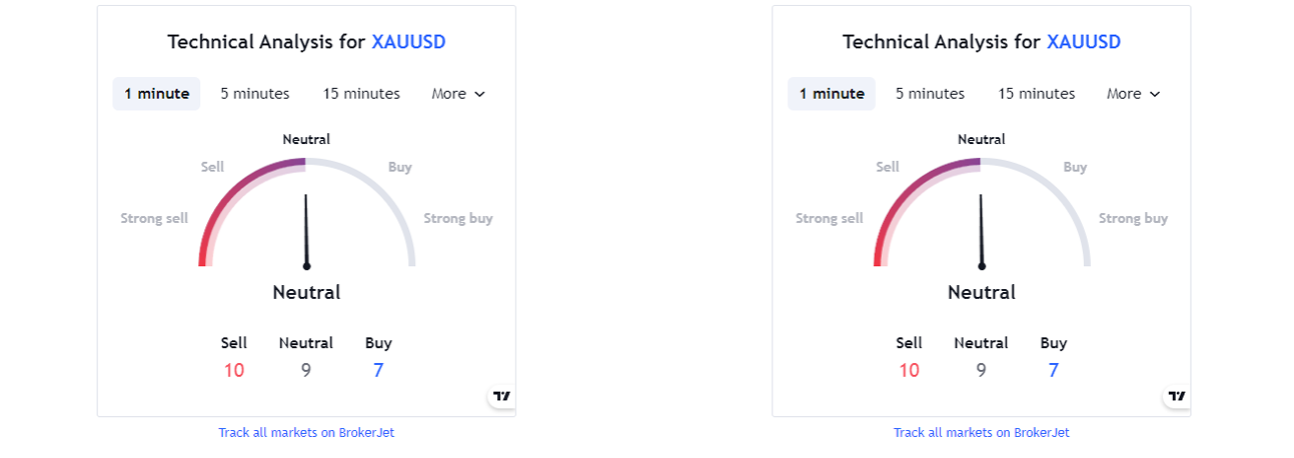 Technical Analysis for XAUUSD
1 minute 5 minutes 15 minutes More
Neutral
Sell Buy
Strong sell Strong buy
Neutral
Sell Neutral Buy
10 9 7
Track all markets on BrokerJet
Technical Analysis for XAUUSD
1 minute 5 minutes 15 minutes More
Neutral
Sell Buy
Strong sell Strong buy
Neutral
Sell Neutral Buy
10 9 7
Track all markets on BrokerJet